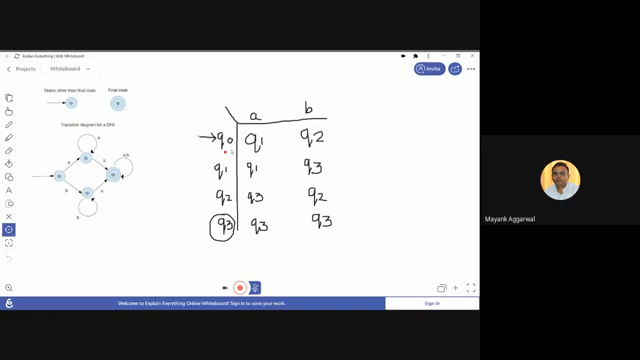 Explain Everything | Web Whiteboard
Projects
Whiteboard
Invite
States other than final state
Final state
Transition diagram for a DFA
a
a
b
a,b
b
a
a b
q0 q1 q2
q1 q1 q3
q2 q3 q2
q3 q3 q3
Mayank Aggarwal
Welcome to Explain Everything Online Whiteboard! Sign in to save your work.
Sign In